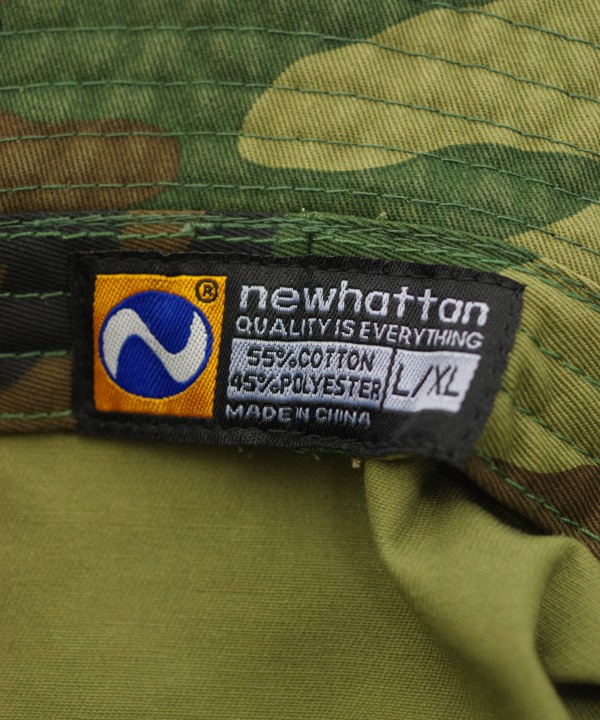 ®
newhattan
QUALITY IS EVERYTHING
55%COTTON
45%POLYESTER
L/XL
MADE IN CHINA